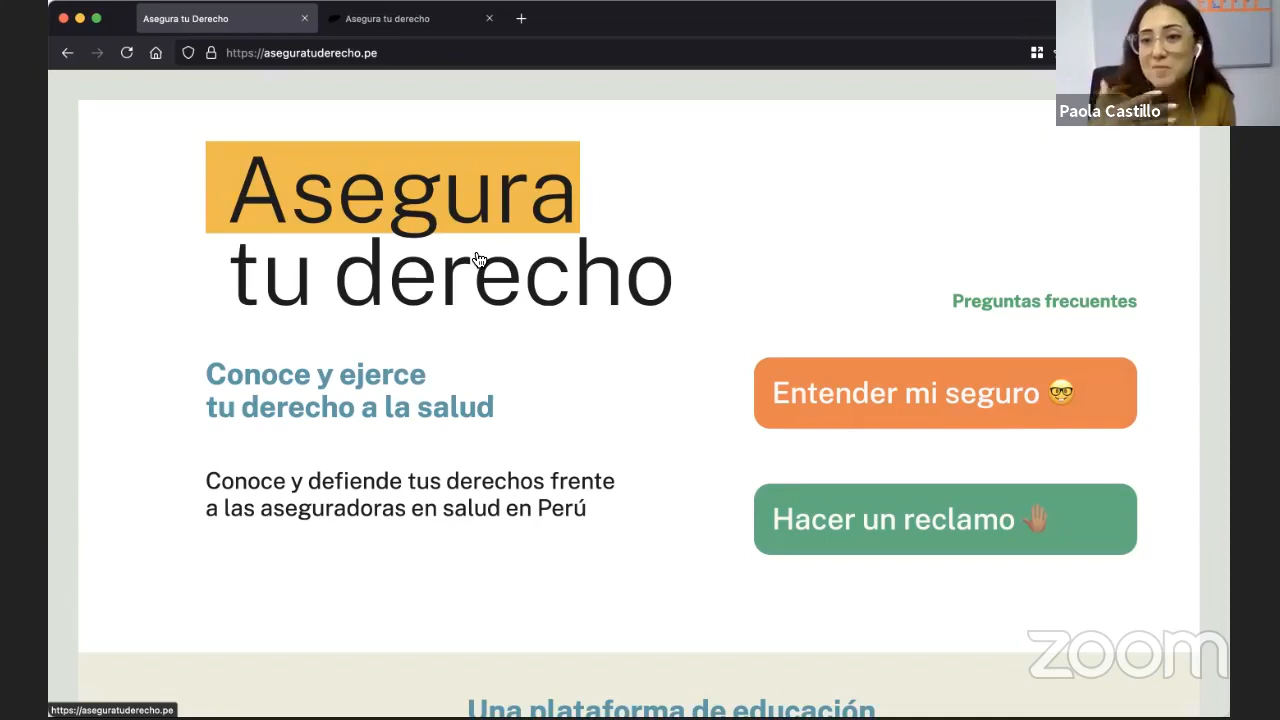 Asegura tu Derecho
Asegura tu derecho
https://aseguratuderecho.pe
Paola Castillo
Asegura
tu derecho
Preguntas frecuentes
Conoce y ejerce
tu derecho a la salud
Entender mi seguro 🤓
Conoce y defiende tus derechos frente
a las aseguradoras en salud en Perú
Hacer un reclamo 🤚🏽
zoom
Una plataforma de educación
https://aseguratuderecho.pe